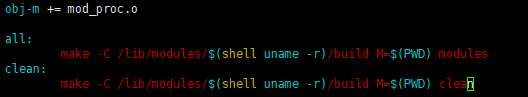 obj-m += mod_proc.o
all:
make -C /lib/modules/$(shell uname -r)/build M=$(PWD) modules
clean:
make -C /lib/modules/$(shell uname -r)/build M=$(PWD) clean